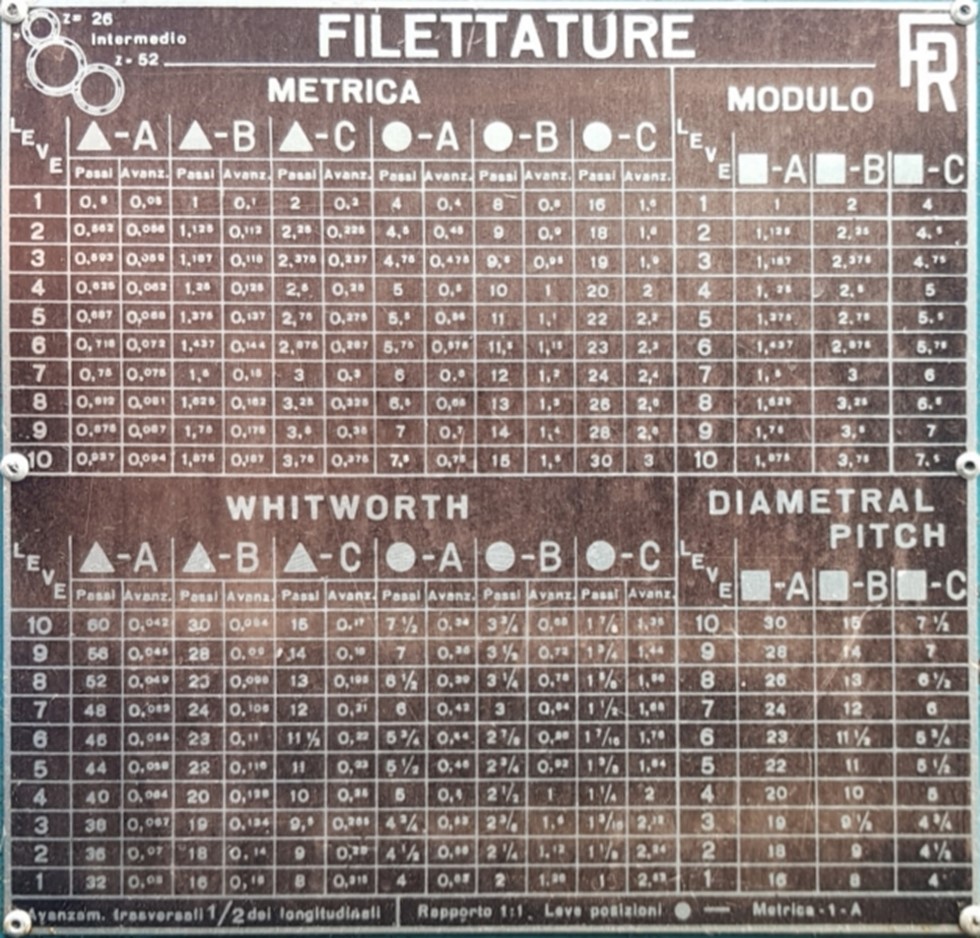 z= 26
Intermedio
z- 52
FILETTATURE
FR
METRICA
MODULO
LEVE ▲-A ▲-B ▲-C ●-A ●-B ●-C LEVE ■-A ■-B ■-C
Passi Avanz. Passi Avanz. Passi Avanz. Passi Avanz. Passi Avanz. Passi Avanz.
1 0,5 0,05 1 0,1 2 0,2 4 0,4 8 0,8 16 1,6 1 1 2 4
2 1,125 0,112 2,25 0,225 4,5 0,45 9 0,9 18 1,8 2 1,125 2,25 4,5
3 1,187 2,375 0,237 4,75 0,475 9,5 0,95 19 1,9 3 1,187 2,375 4,75
4 0,625 0,062 1,25 0,125 2,5 0,25 5 0,5 10 1 20 2 4 1,25 2,5 5
5 0,687 0,069 1,375 0,137 2,75 0,275 5,5 0,55 11 1,1 22 2,2 5 1,375 2,75 5,5
6 0,718 0,072 1,437 0,144 2,875 0,287 5,75 0,575 11,5 1,15 23 2,3 6 1,437 2,875 5,75
7 0,75 0,075 1,5 0,15 3 0,3 6 0,6 12 1,2 24 2,4 7 1,5 3 6
8 0,812 0,081 1,625 0,162 3,25 0,325 6,5 0,65 13 1,3 26 2,6 8 1,625 3,25 6,5
9 0,875 0,087 1,75 0,175 3,5 0,35 7 0,7 14 1,4 28 2,8 9 1,75 3,5 7
10 0,937 0,094 1,875 0,187 3,75 0,375 7,5 0,75 15 1,5 30 3 10 1,875 3,75 7,5
WHITWORTH
DIAMETRAL
PITCH
LEVE ▲-A ▲-B ▲-C ●-A ●-B ●-C LEVE ■-A ■-B ■-C
Passi Avanz. Passi Avanz. Passi Avanz. Passi Avanz. Passi Avanz. Passi Avanz.
10 60 0,042 30 0,084 15 0,17 7 1/2 0,34 3 3/4 0,68 1 7/8 1,35 10 30 15 7 1/2
9 56 0,045 28 0,09 14 0,18 7 0,36 3 1/2 0,72 1 3/4 1,44 9 28 14 7
8 52 0,049 0,098 13 0,195 6 1/2 0,39 3 1/4 0,78 1 5/8 1,56 8 26 13 6 1/2
7 48 24 0,106 12 0,21 6 0,42 3 0,84 1 1/2 1,68 7 24 12 6
6 46 23 0,11 11 1/2 0,22 5 3/4 0,44 2 7/8 1 7/16 1,76 6 23 11 1/2 5 3/4
5 44 0,058 22 0,116 11 0,23 5 1/2 0,46 2 3/4 0,92 1 3/8 1,84 5 22 11 5 1/2
4 40 0,064 20 0,128 10 0,25 5 0,5 2 1/2 1 1 1/4 2 4 20 10 5
3 38 0,067 19 0,134 9,5 4 3/4 0,53 2 3/8 1 3/16 2,12 3 19 9 1/2 4 3/4
2 36 0,07 18 0,14 9 0,28 4 1/2 0,56 2 1/4 1,12 1 1/8 2,24 2 18 9 4 1/2
1 32 0,08 16 0,16 8 0,315 4 0,63 2 1,26 1 1 16 8 4
Avanzam. trasversali 1/2 dei longitudinali Rapporto 1:1. Leve posizioni ● — Metrica -1-A